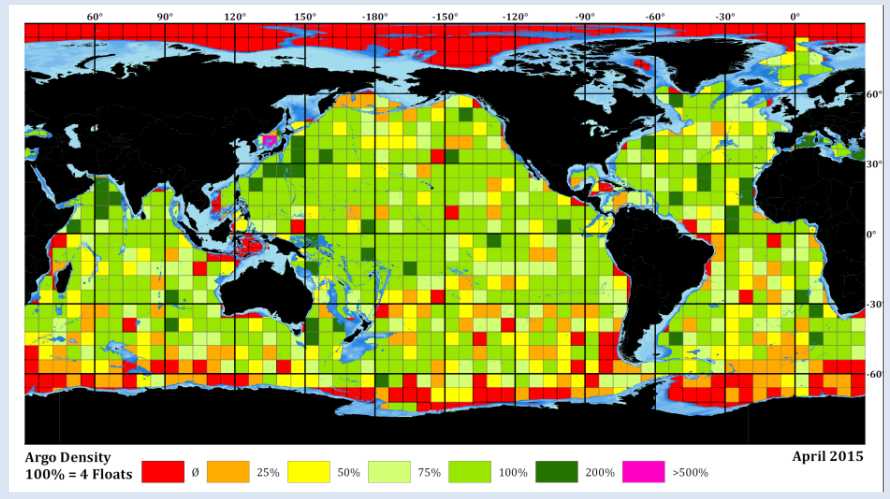 60° 90° 120° 150° -180° -150° -120° -90° -60° -30° 0°
60°
30°
0°
-30
-60°
Argo Density
100% = 4 Floats
Ø 25% 50% 75% 100% 200% >500%
April 2015